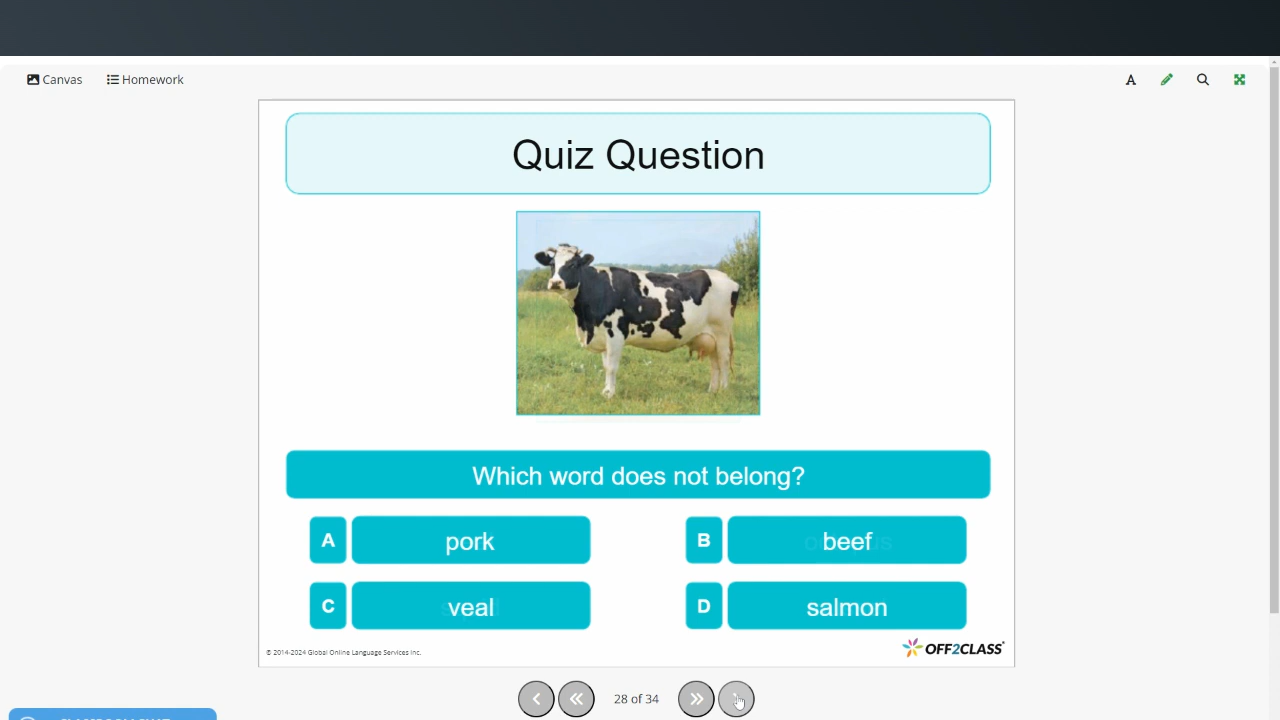 Canvas
Homework
A
Quiz Question
Which word does not belong?
A
pork
B
beef
C
veal
D
salmon
© 2014-2024 Global Online Language Services Inc.
OFF2CLASS
28 of 34